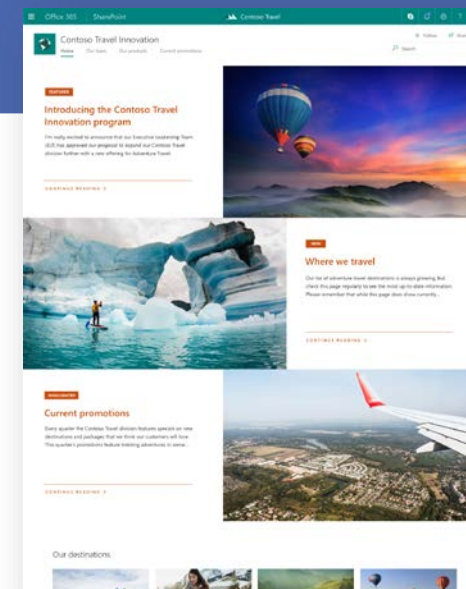 Office 365
SharePoint
Contoso Travel
Contoso Travel Innovation
Follow
Home
Our team
Our products
Current promotions
Search
FEATURED
Introducing the Contoso Travel
Innovation program
I'm really excited to announce that our Executive Leadership Team
(ELT) has approved our proposal to expand our Contoso Travel
division further with a new offering for Adventure Travel.
CONTINUE READING >
NEW
Where we travel
Our list of adventure travel destinations is always growing. But
check this page regularly to see the most up-to-date information.
Please remember that while this page does show currently...
CONTINUE READING >
HIGHLIGHTED
Current promotions
Every quarter the Contoso Travel division features specials on new
destinations and packages that we think our customers will love.
This quarter's promotions feature trekking adventures in some...
CONTINUE READING >
Our destinations